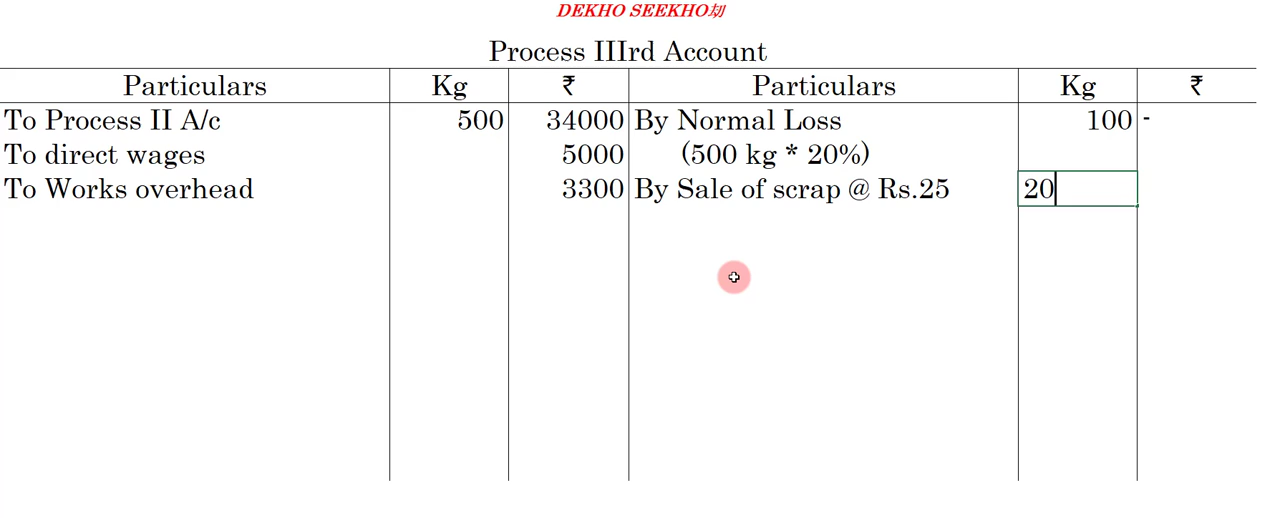 DEKHO SEEKHO
Process IIIrd Account
Particulars Kg ₹ Particulars Kg ₹
To Process II A/c 500 34000 By Normal Loss 100 -
To direct wages 5000 (500 kg * 20%)
To Works overhead 3300 By Sale of scrap @ Rs.25 20